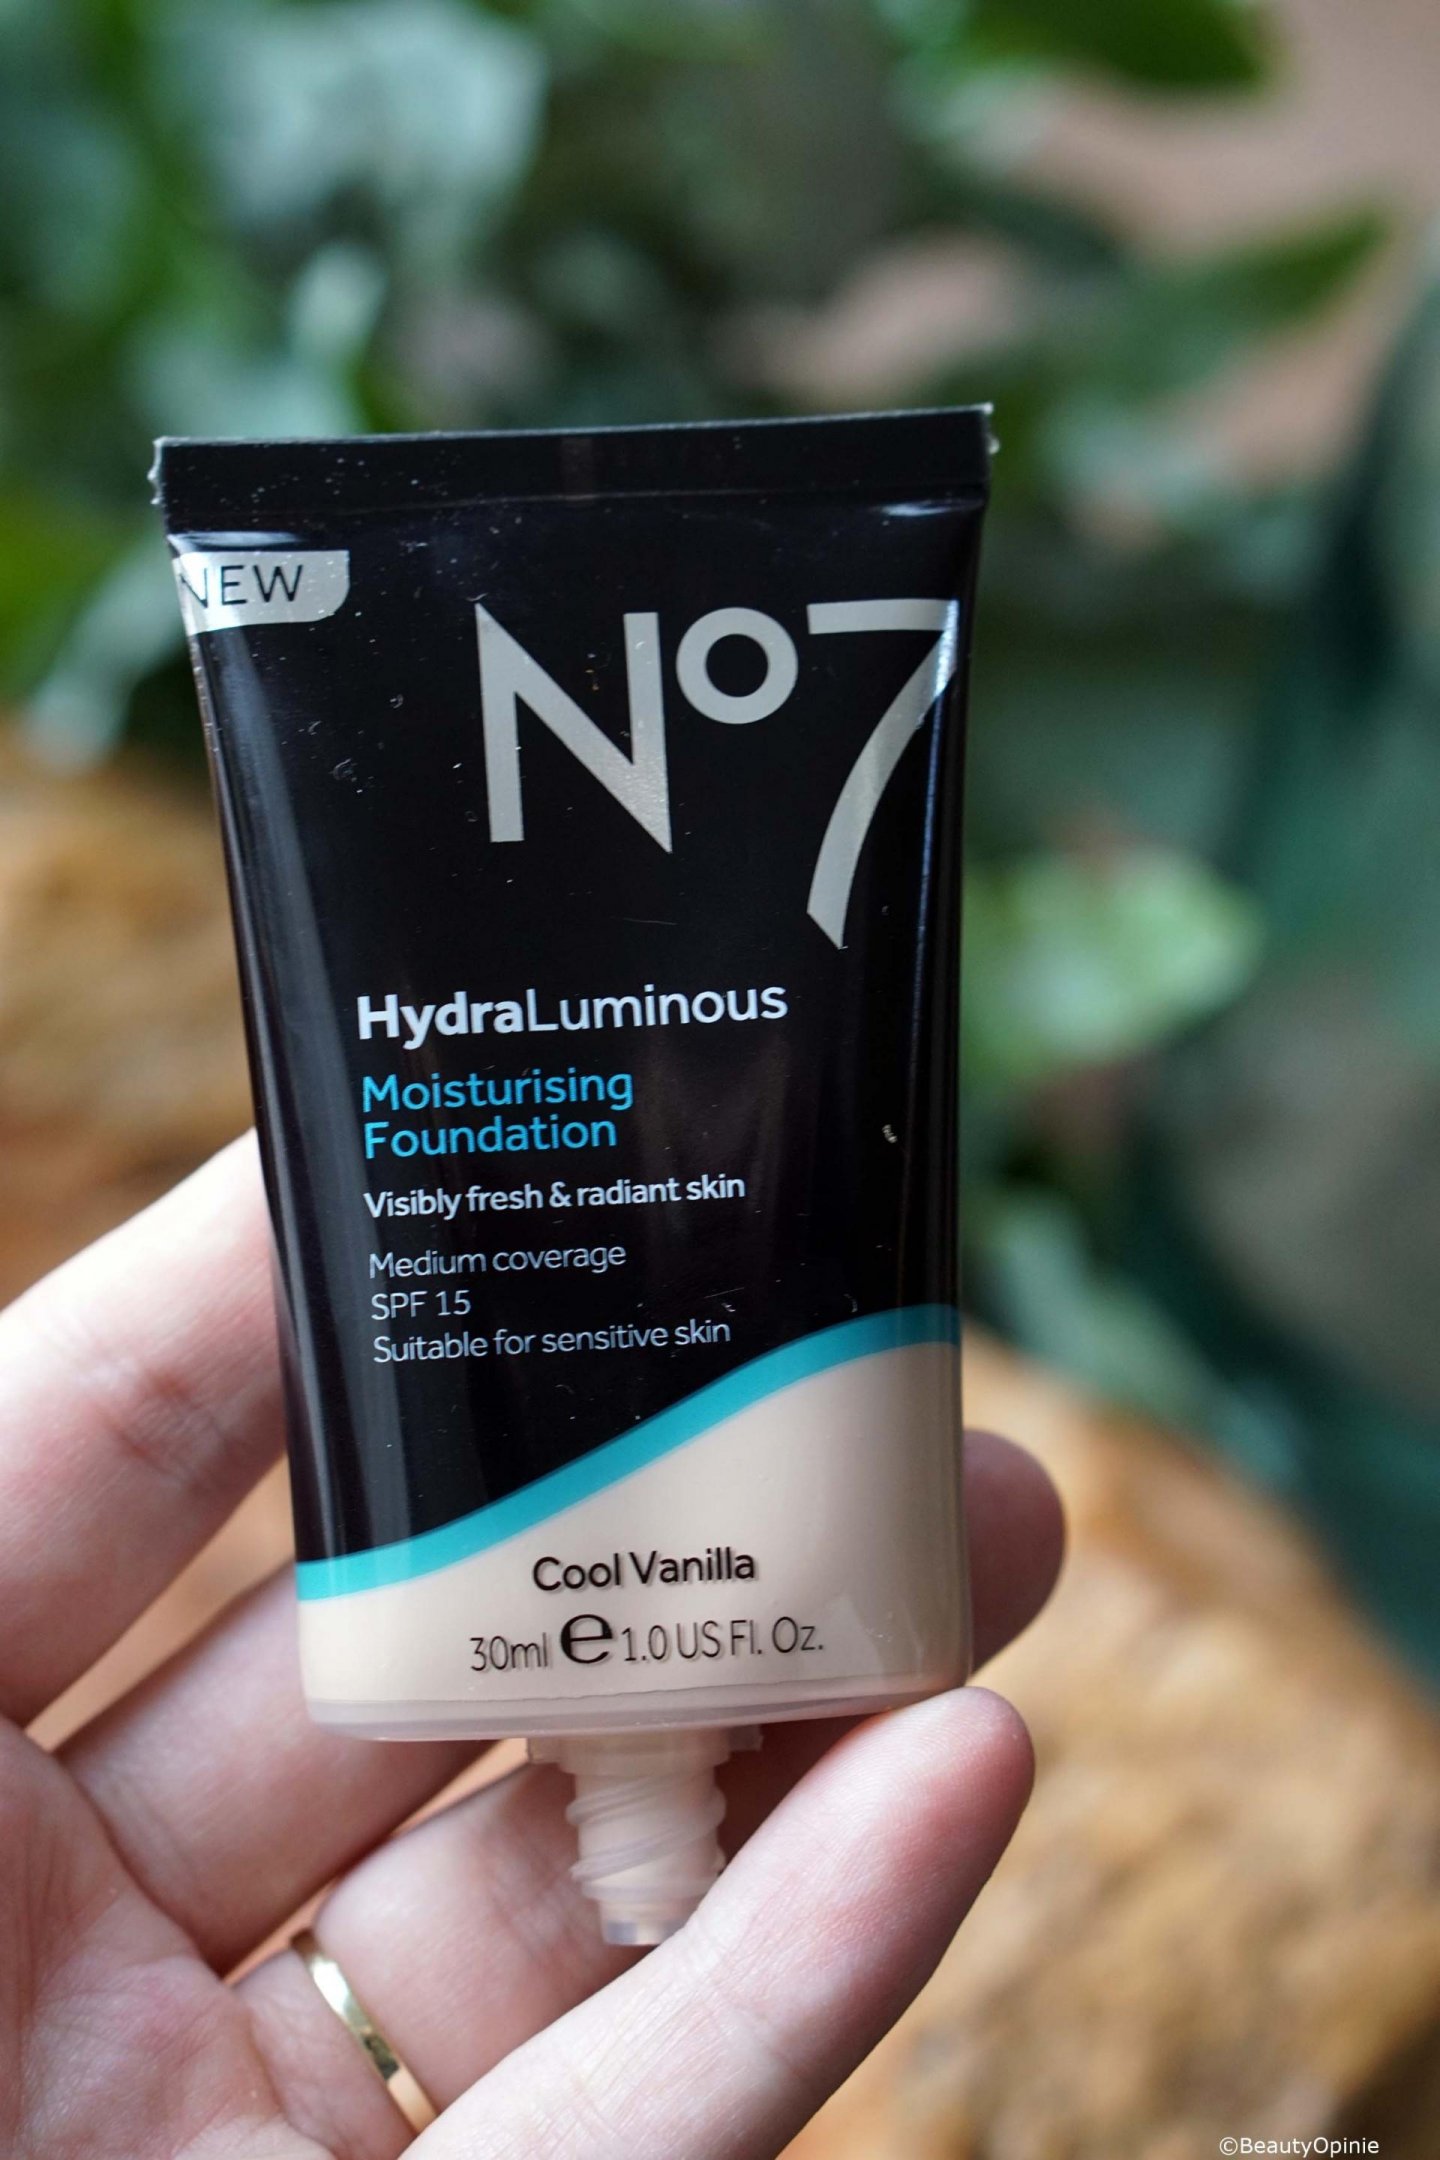 NEW
No7
HydraLuminous
Moisturising
Foundation
Visibly fresh & radiant skin
Medium coverage
SPF 15
Suitable for sensitive skin
Cool Vanilla
30ml e 1.0 US Fl. Oz.
©BeautyOpinie